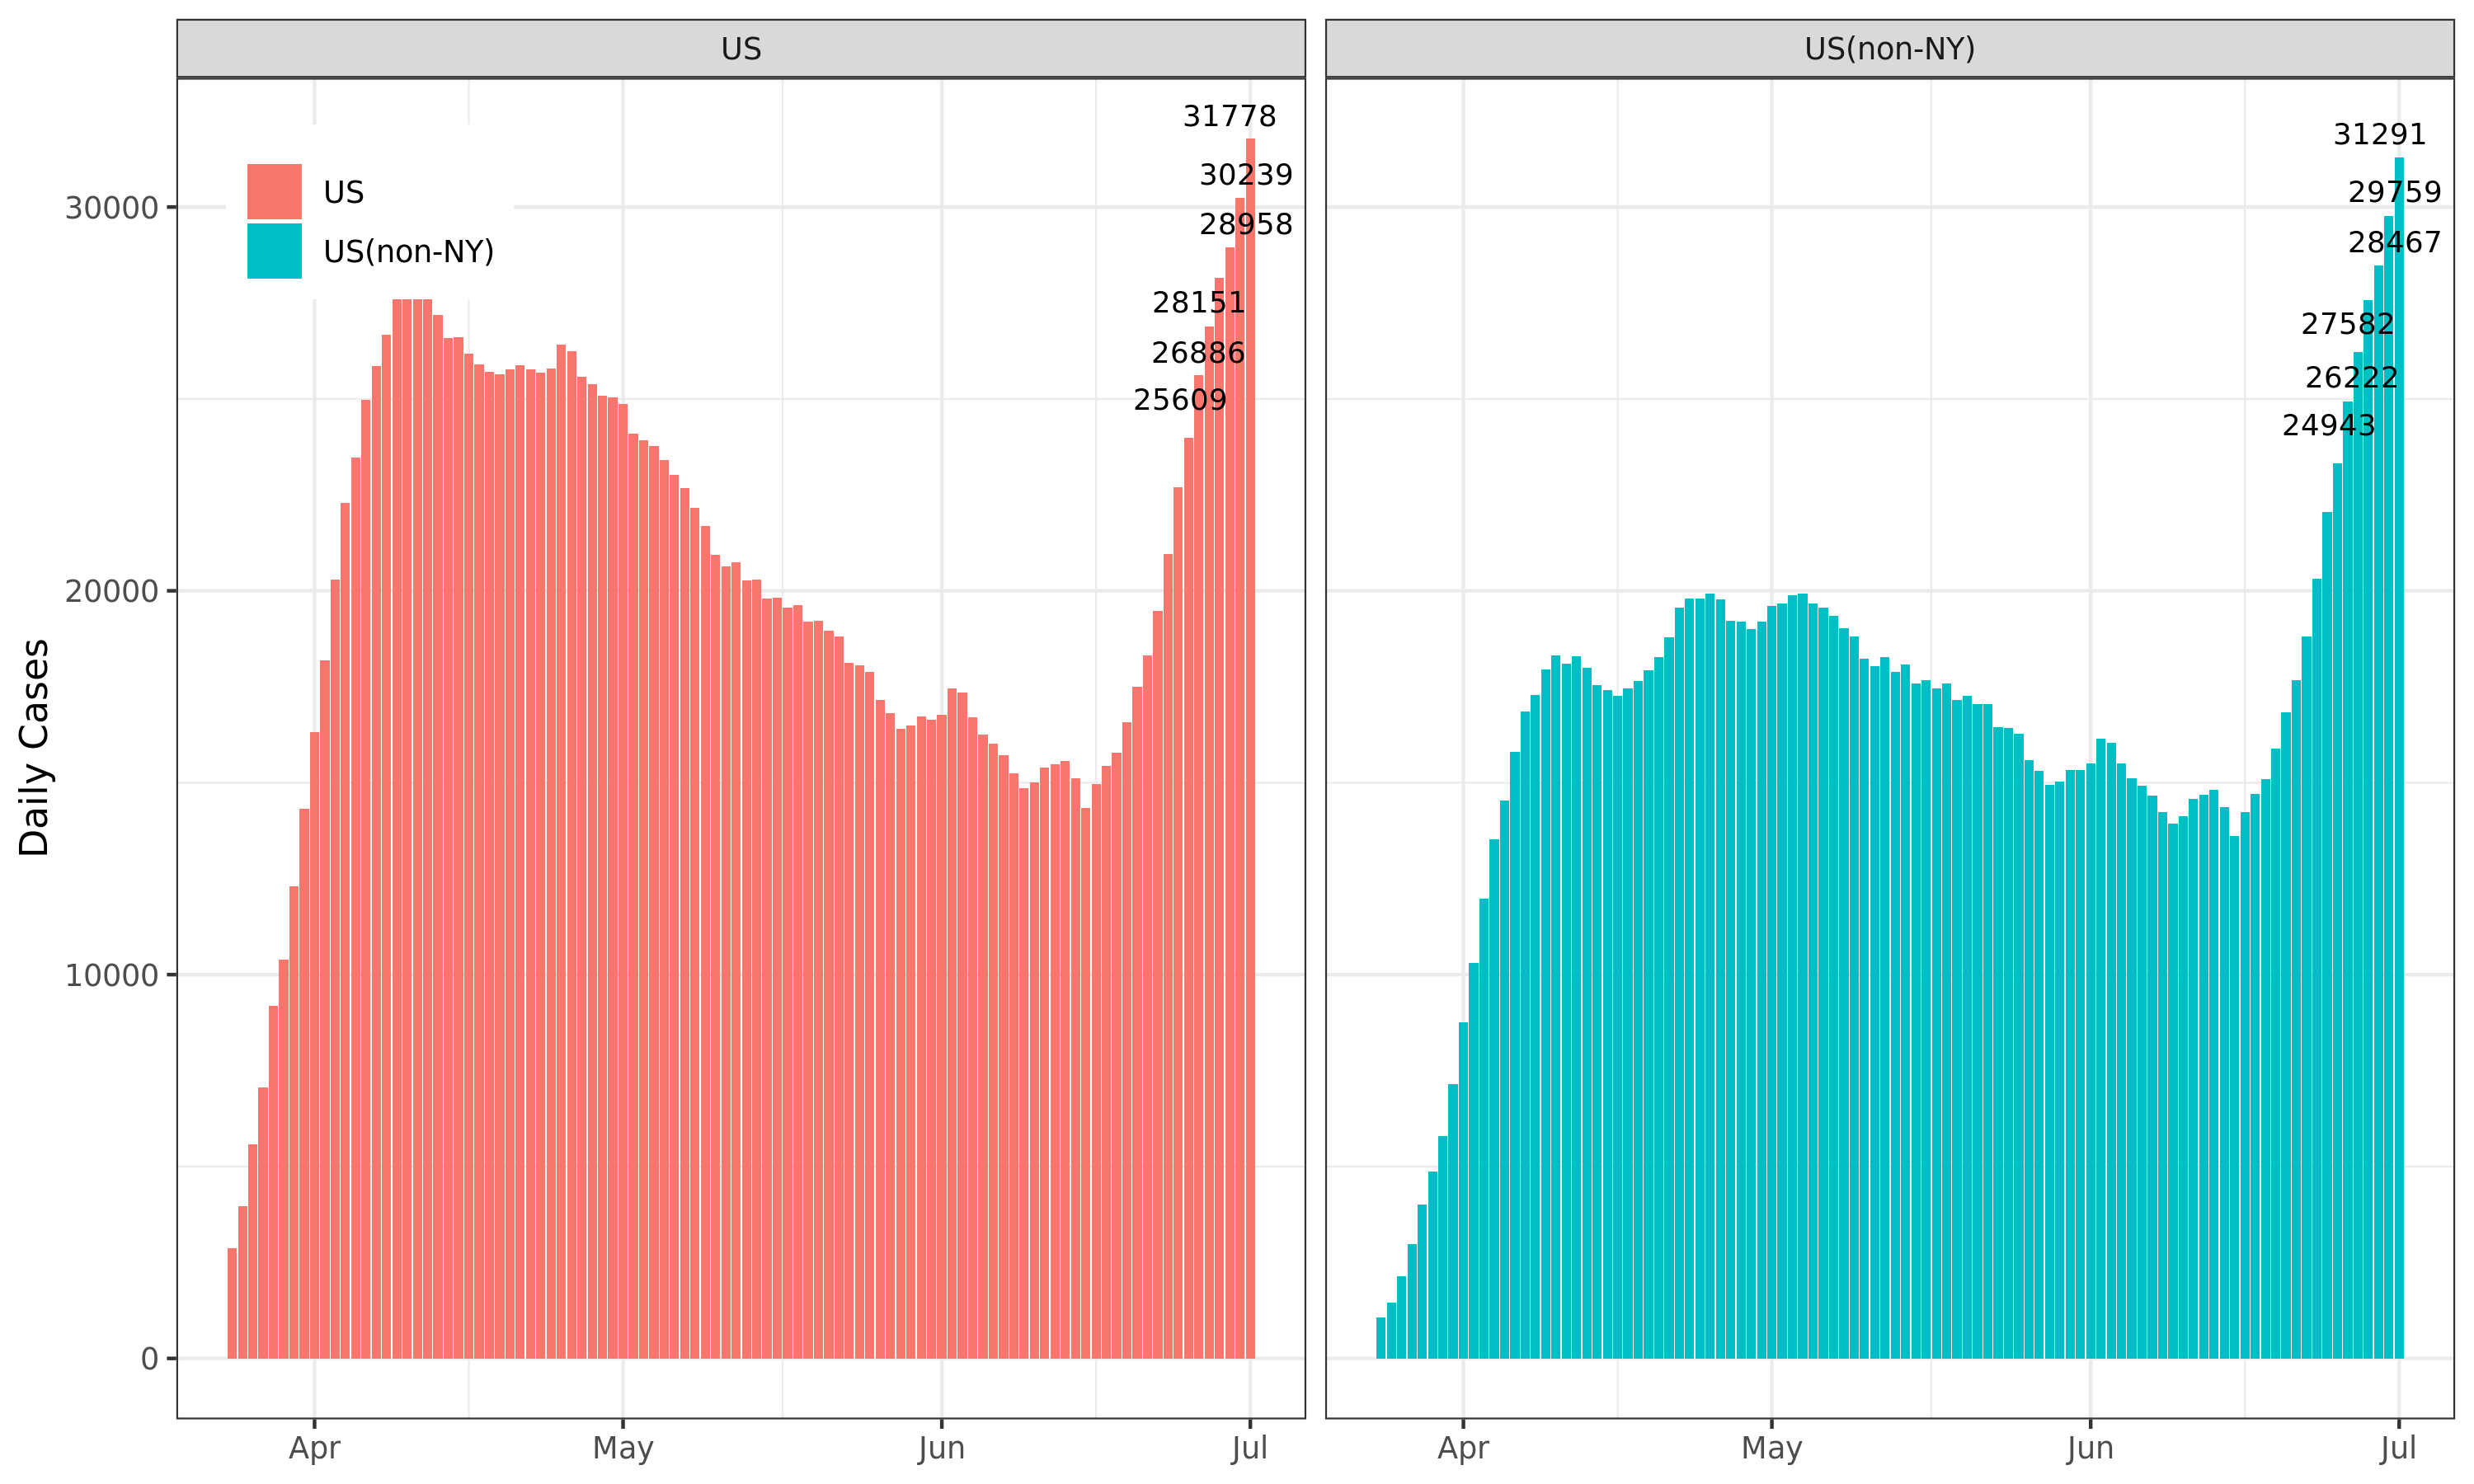 US
US(non-NY)
31778
30239
28958
28151
26886
25609
31291
29759
28467
27582
26222
24943
US
US(non-NY)
30000
20000
10000
0
Daily Cases
Apr
May
Jun
Jul
Apr
May
Jun
Jul